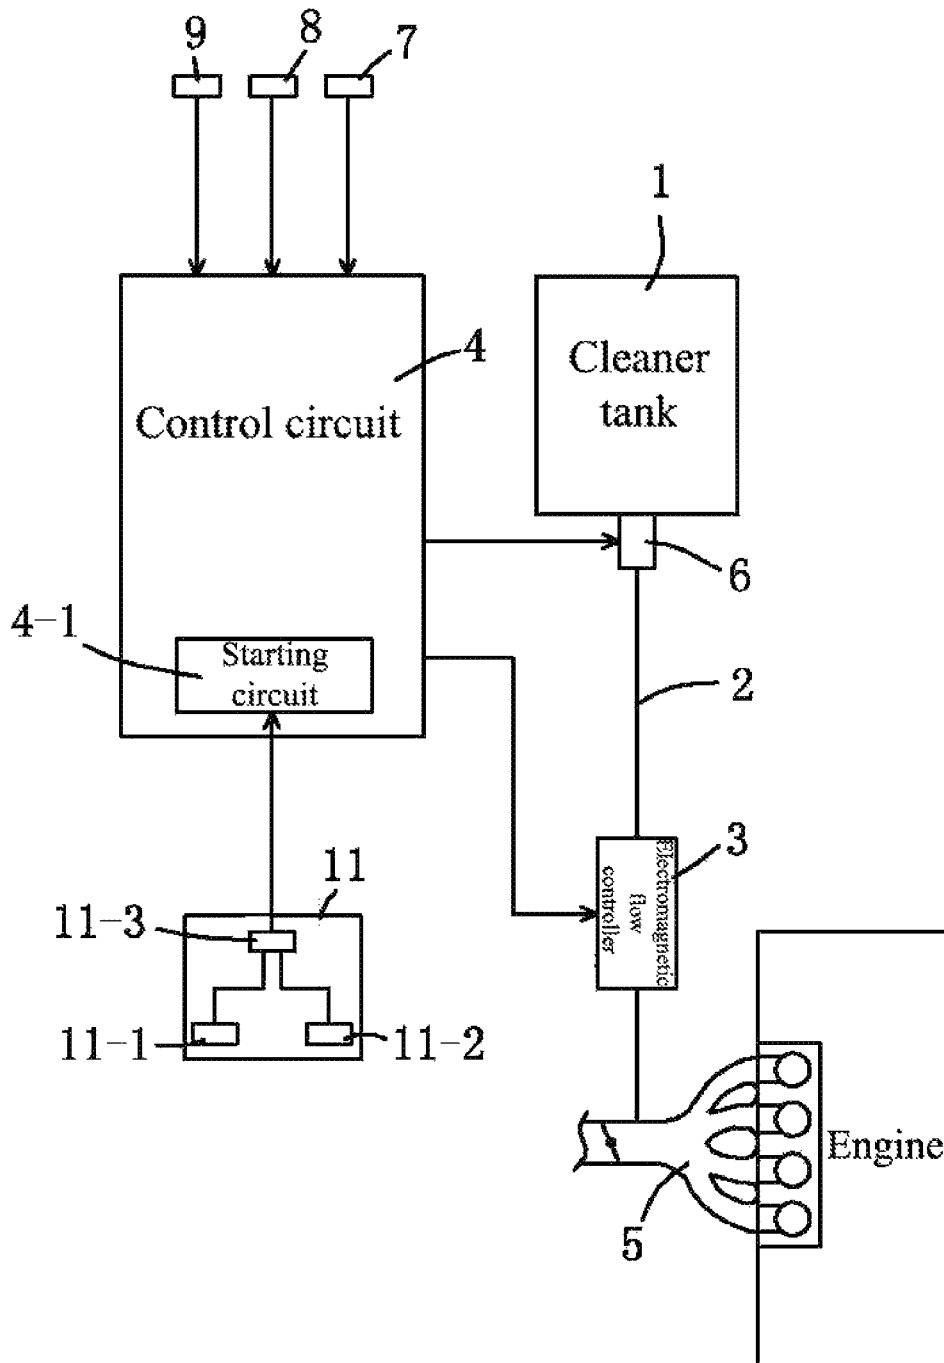 9 8 7
1
4
Cleaner
tank
Control circuit
6
4-1
Starting
circuit
2
3
Electromagnetic
flow
controller
11
11-3
11-1
11-2
Engine
5